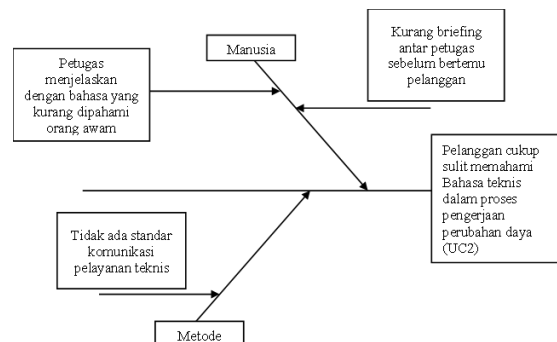 Manusia
Kurang briefing
antar petugas
sebelum bertemu
pelanggan
Petugas
menjelaskan
dengan bahasa yang
kurang dipahami
orang awam
Pelanggan cukup
sulit memahami
Bahasa teknis
dalam proses
pengerjaan
perubahan daya
(UC2)
Tidak ada standar
komunikasi
pelayanan teknis
Metode